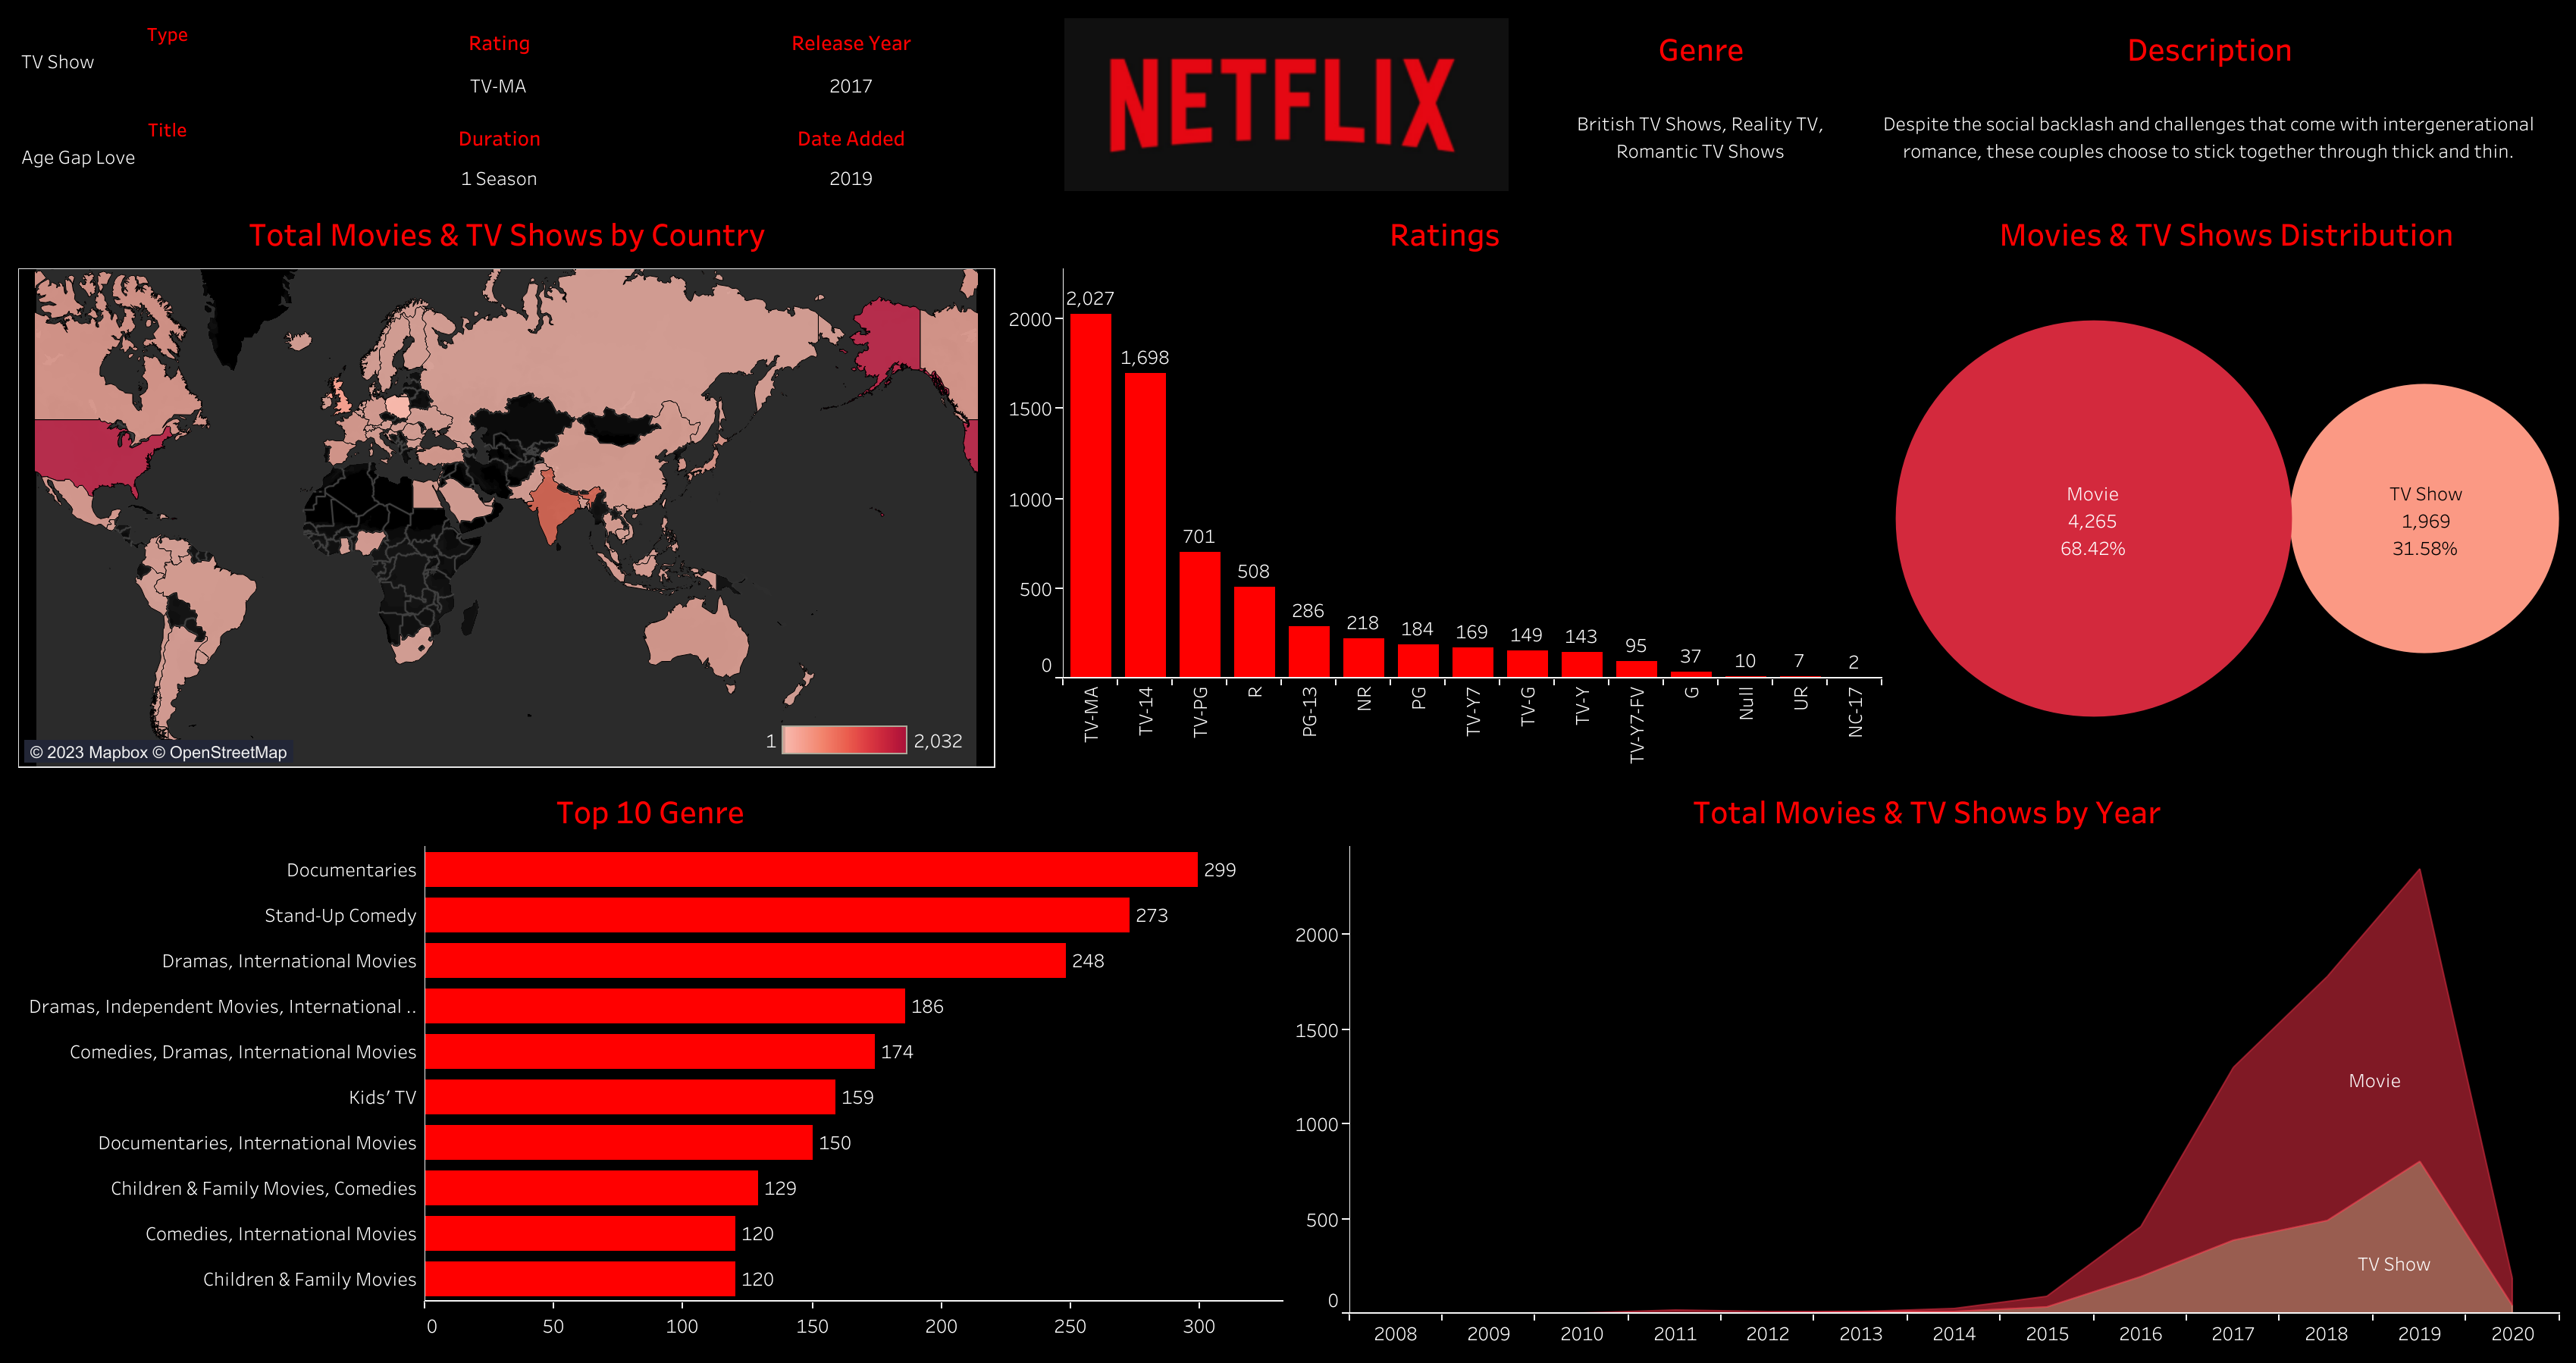 Type
TV Show
Title
Age Gap Love
Rating
TV-MA
Duration
1 Season
Release Year
2017
Date Added
2019
NETFLIX
Genre
British TV Shows, Reality TV,
Romantic TV Shows
Description
Despite the social backlash and challenges that come with intergenerational
romance, these couples choose to stick together through thick and thin.
Total Movies & TV Shows by Country
1
2,032
© 2023 Mapbox © OpenStreetMap
Ratings
2000
1500
1000
500
0
2,027
1,698
701
508
286
218
184
169
149
143
95
37
10
7
2
TV-MA
TV-14
TV-PG
R
PG-13
NR
PG
TV-Y7
TV-G
TV-Y
TV-Y7-FV
G
Null
UR
NC-17
Movies & TV Shows Distribution
Movie
4,265
68.42%
TV Show
1,969
31.58%
Top 10 Genre
Documentaries 299
Stand-Up Comedy 273
Dramas, International Movies 248
Dramas, Independent Movies, International .. 186
Comedies, Dramas, International Movies 174
Kids' TV 159
Documentaries, International Movies 150
Children & Family Movies, Comedies 129
Comedies, International Movies 120
Children & Family Movies 120
0 50 100 150 200 250 300
Total Movies & TV Shows by Year
2000
1500
1000
500
0
Movie
TV Show
2008 2009 2010 2011 2012 2013 2014 2015 2016 2017 2018 2019 2020